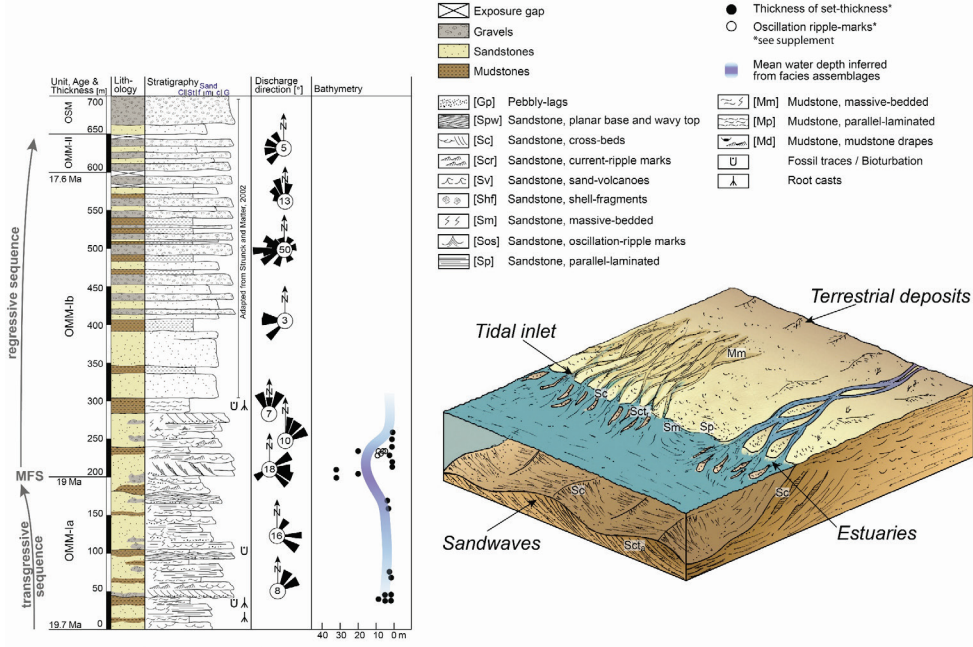 Exposure gap
Gravels
Sandstones
Mudstones
Thickness of set-thickness*
Oscillation ripple-marks*
*see supplement
Mean water depth inferred
from facies assemblages
[Gp] Pebbly-lags
[Spw] Sandstone, planar base and wavy top
[Sc] Sandstone, cross-beds
[Scr] Sandstone, current-ripple marks
[Sv] Sandstone, sand-volcanoes
[Shf] Sandstone, shell-fragments
[Sm] Sandstone, massive-bedded
[Sos] Sandstone, oscillation-ripple marks
[Sp] Sandstone, parallel-laminated
[Mm] Mudstone, massive-bedded
[Mp] Mudstone, parallel-laminated
[Md] Mudstone, mudstone drapes
Fossil traces / Bioturbation
Root casts
Unit, Age &
Thickness [m]
Lith-
ology
Stratigraphy
Sand
Discharge
direction [°]
Bathymetry
700
OSM
650
OMM-II
600
17.6 Ma
550
500
450
OMM-Ib
400
350
300
250
200
MFS
19 Ma
150
OMM-Ia
100
50
19.7 Ma 0
regressive sequence
transgressive
sequence
Adapted from Strunck and Matter, 2002
N
5
N
13
N
50
N
3
N
7
N
10
N
18
N
16
N
8
40 30 20 10 0 m
Terrestrial deposits
Tidal inlet
Mm
Sc
Sct
Sm
Sp
Sc
Sc
Estuaries
Sandwaves